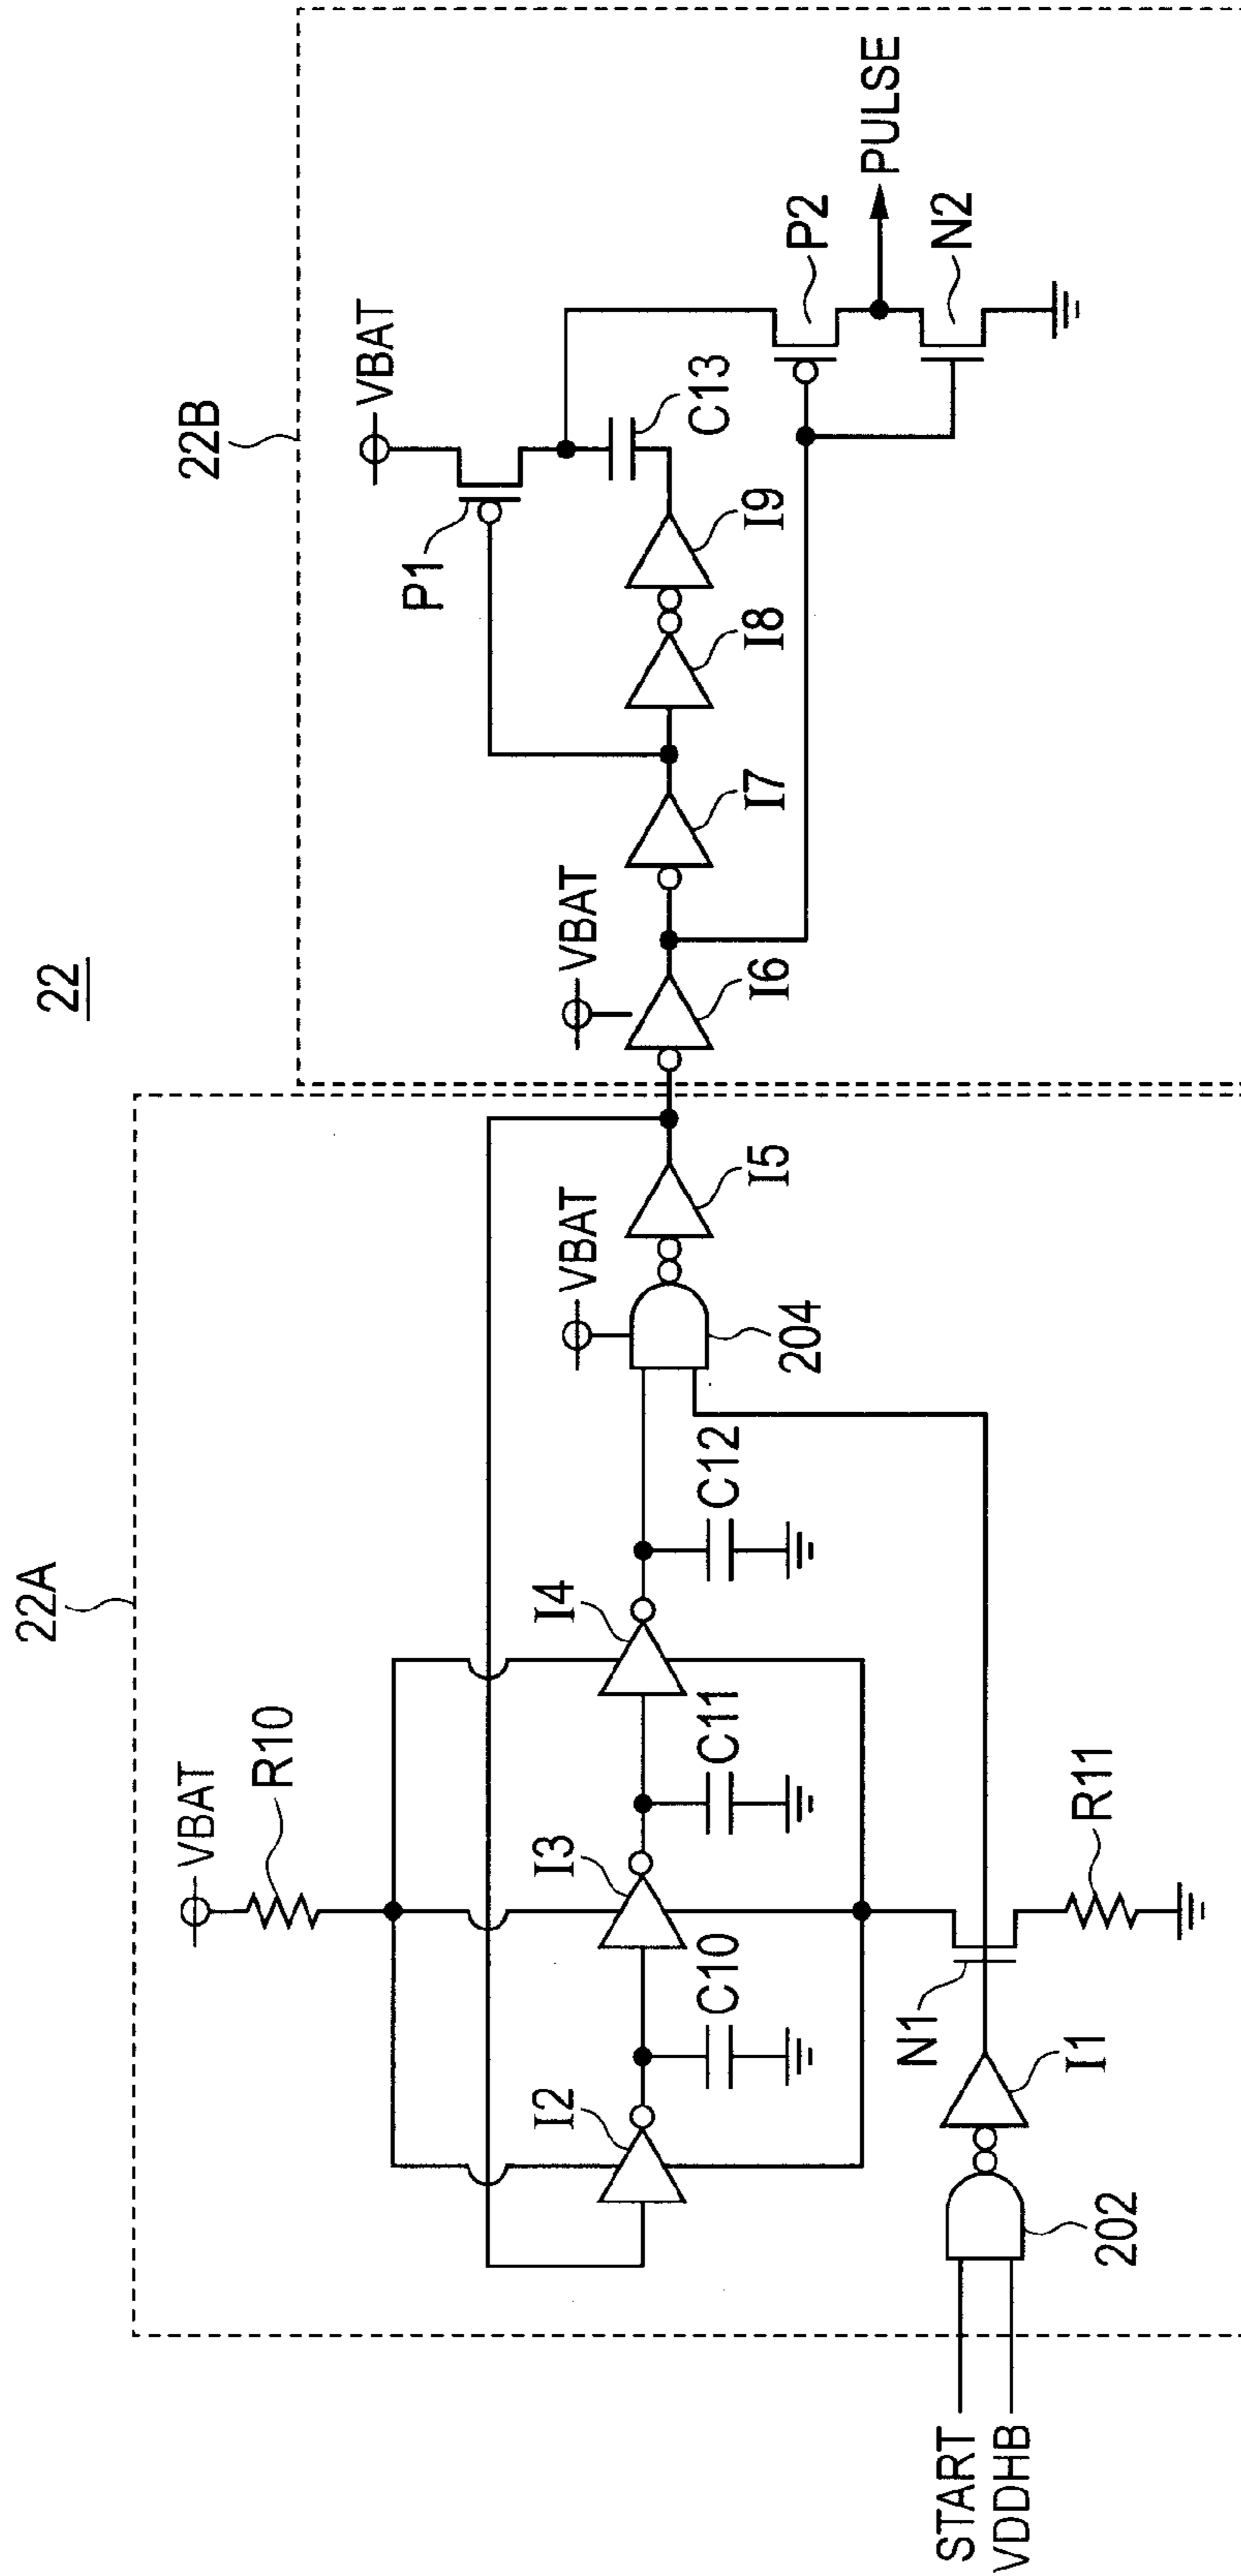 22
22A
22B
VBAT
R10
VBAT
VBAT
VBAT
P1
I2
I3
I4
I5
I6
I7
I8
I9
C13
C10
C11
C12
204
P2
PULSE
N2
N1
R11
START
VDDHB
202
I1